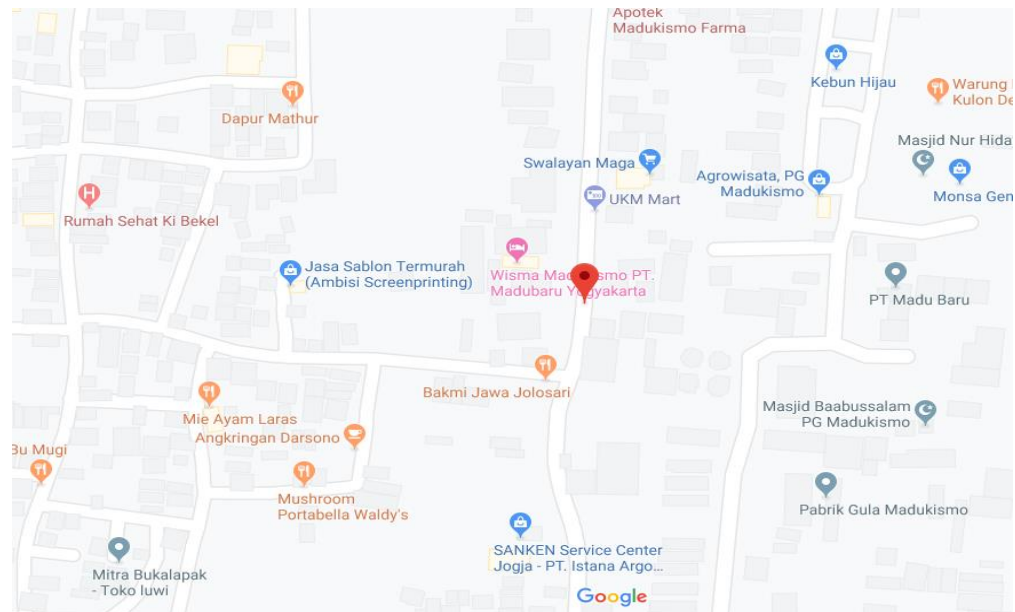 Apotek
Madukismo Farma
Kebun Hijau
Warung
Kulon De
Dapur Mathur
Masjid Nur Hida
Swalayan Maga
Agrowisata, PG
Madukismo
Monsa Gen
UKM Mart
Rumah Sehat Ki Bekel
Jasa Sablon Termurah
(Ambisi Screenprinting)
Wisma Mad smo PT.
Madubaru Yogyakarta
PT Madu Baru
Bakmi Jawa Jolosari
Mie Ayam Laras
Masjid Baabussalam
PG Madukismo
Angkringan Darsono
Bu Mugi
Mushroom
Portabella Waldy's
Pabrik Gula Madukismo
SANKEN Service Center
Jogja - PT. Istana Argo...
Mitra Bukalapak
- Toko luwi
Google